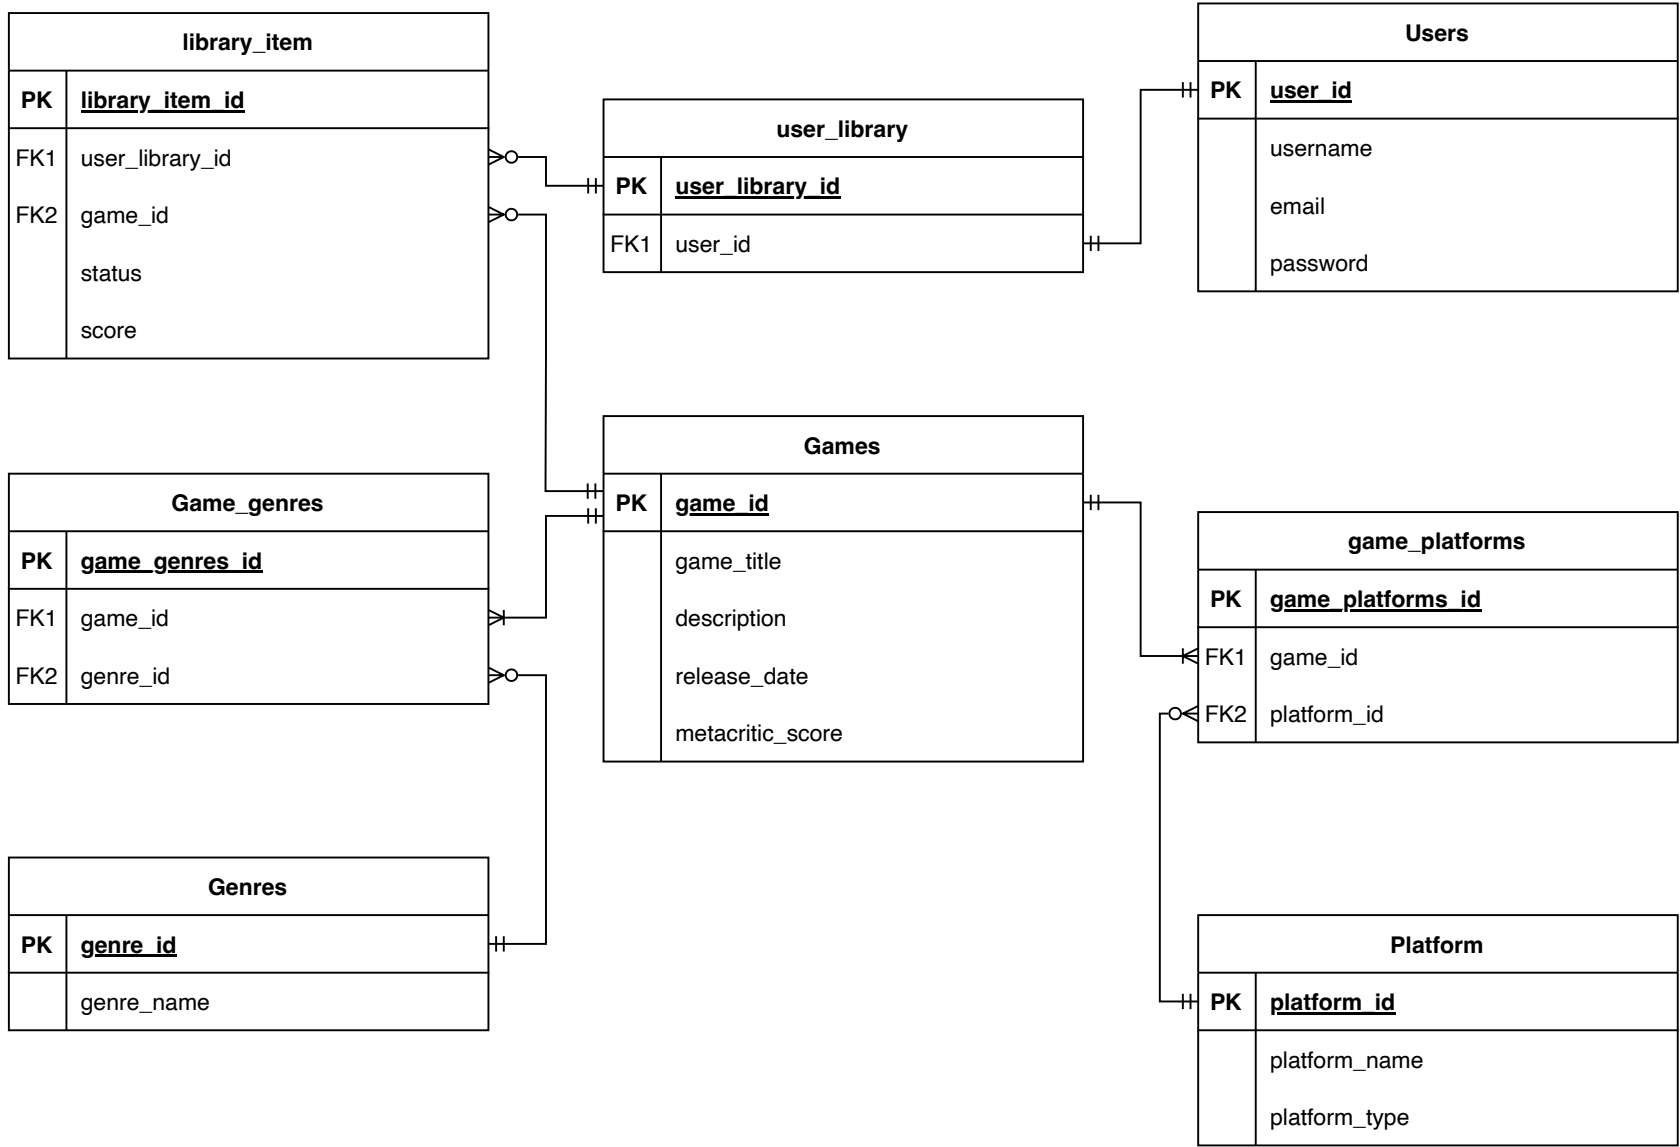 library_item
PK library_item_id
FK1 user_library_id
FK2 game_id
status
score
user_library
PK user_library_id
FK1 user_id
Users
PK user_id
username
email
password
Games
PK game_id
game_title
description
release_date
metacritic_score
Game_genres
PK game_genres_id
FK1 game_id
FK2 genre_id
game_platforms
PK game_platforms_id
FK1 game_id
FK2 platform_id
Genres
PK genre_id
genre_name
Platform
PK platform_id
platform_name
platform_type